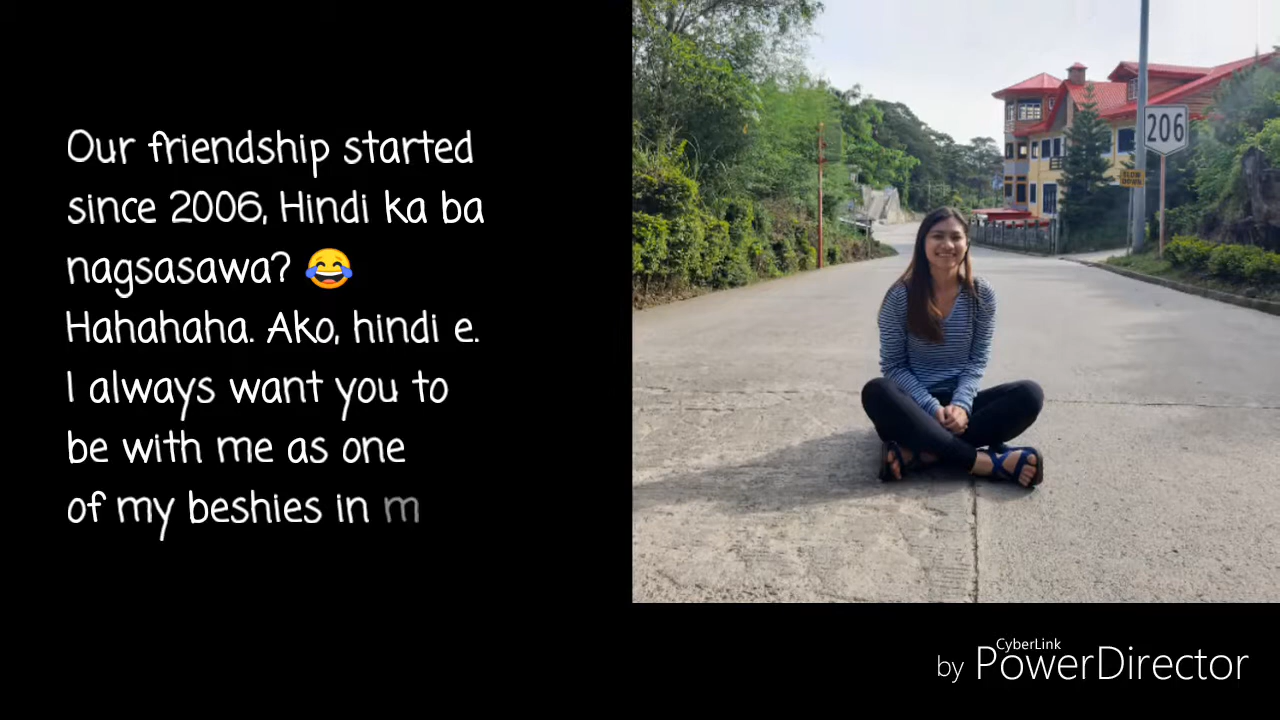 Our friendship started
since 2006, Hindi ka ba
nagsasawa? 😂
Hahahaha. Ako, hindi e.
I always want you to
be with me as one
of my beshies in m
206
SLOW
DOWN
CyberLink
by PowerDirector